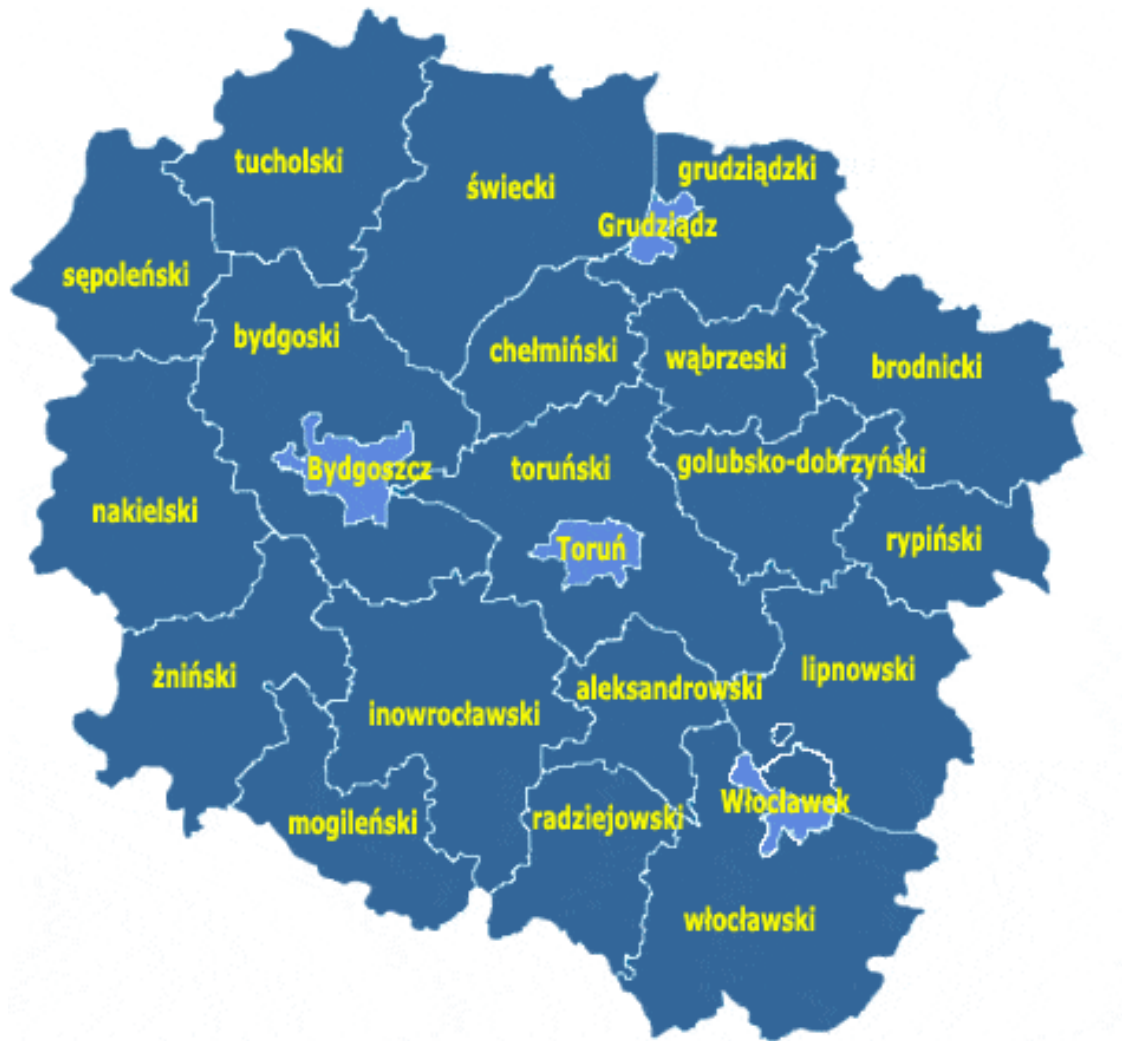 tucholski
grudziądzki
świecki
Grudziądz
sępoleński
bydgoski
chełmiński
wąbrzeski
brodnicki
Bydgoszcz
toruński
golubsko-dobrzyński
nakielski
Toruń
rypiński
żniński
lipnowski
aleksandrowski
inowrocławski
mogileński
radziejowski
Włocławek
włocławski